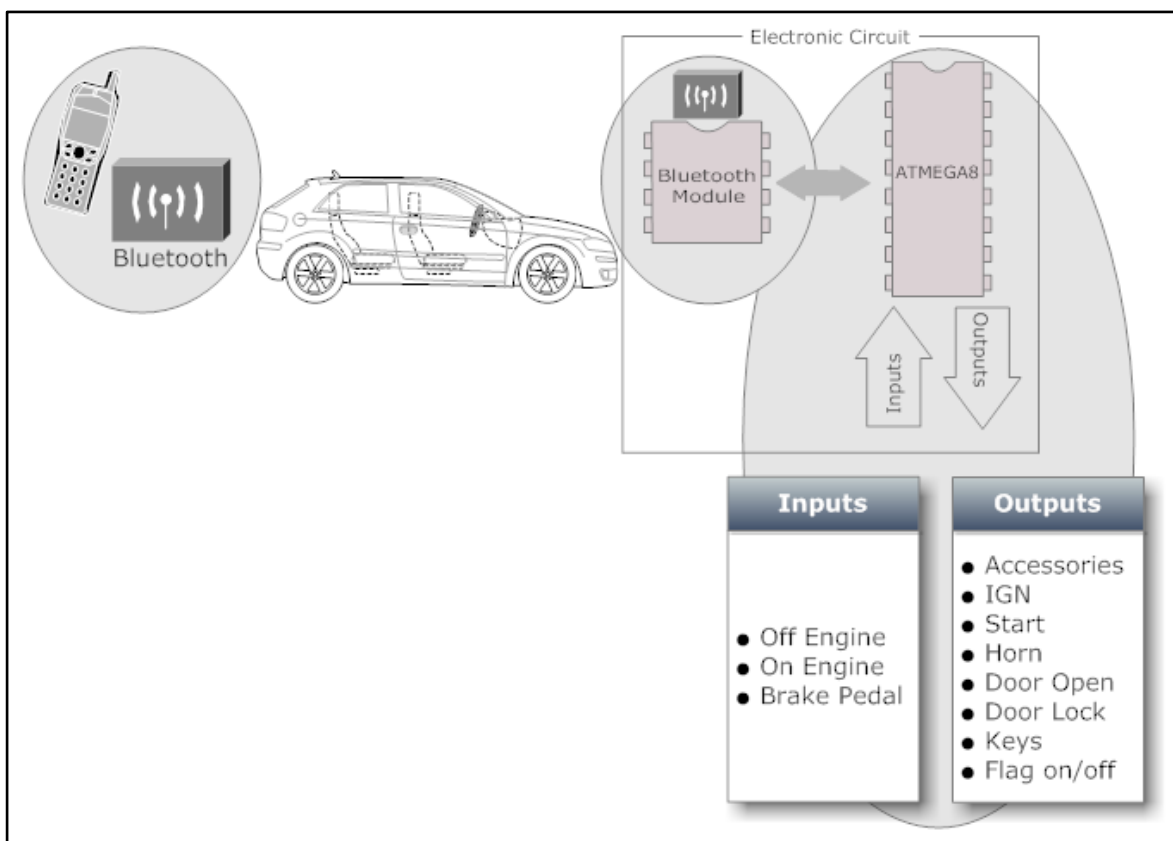 Electronic Circuit
Bluetooth
Bluetooth
Module
ATMEGA8
Inputs
Outputs
Inputs
● Off Engine
● On Engine
● Brake Pedal
Outputs
● Accessories
● IGN
● Start
● Horn
● Door Open
● Door Lock
● Keys
● Flag on/off